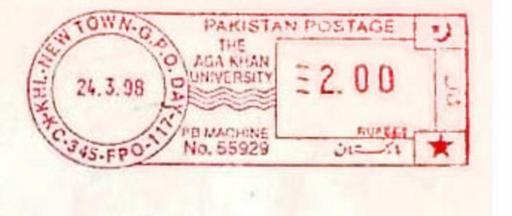 KHI.-NEW TOWN-G.P.O. DAY
24.3.98
K-KC-345-FPO-117-
PAKISTAN POSTAGE
THE
AGA KHAN
UNIVERSITY
2.00
PB MACHINE
No. 55929
RUPEES
پاکستان